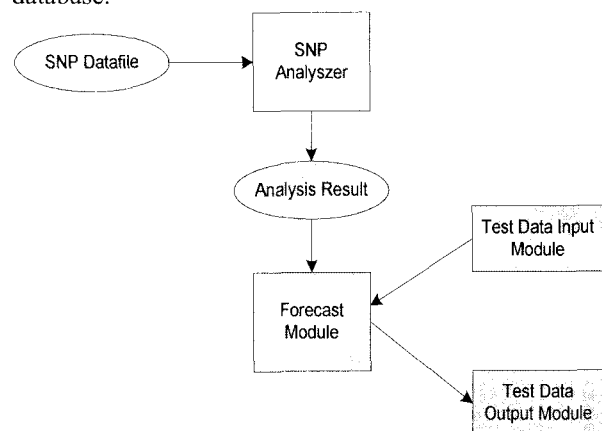 database.
SNP Datafile
SNP
Analyszer
Analysis Result
Test Data Input
Module
Forecast
Module
Test Data
Output Module